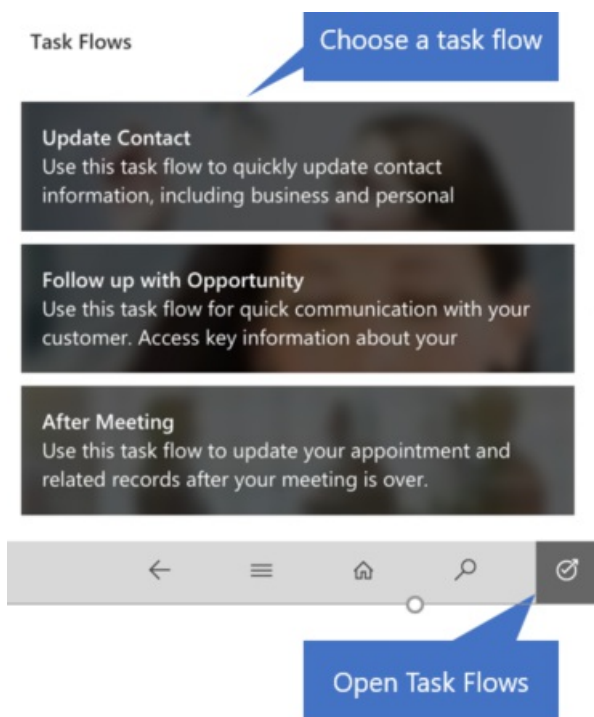 Task Flows
Choose a task flow
Update Contact
Use this task flow to quickly update contact
information, including business and personal
Follow up with Opportunity
Use this task flow for quick communication with your
customer. Access key information about your
After Meeting
Use this task flow to update your appointment and
related records after your meeting is over.
Open Task Flows